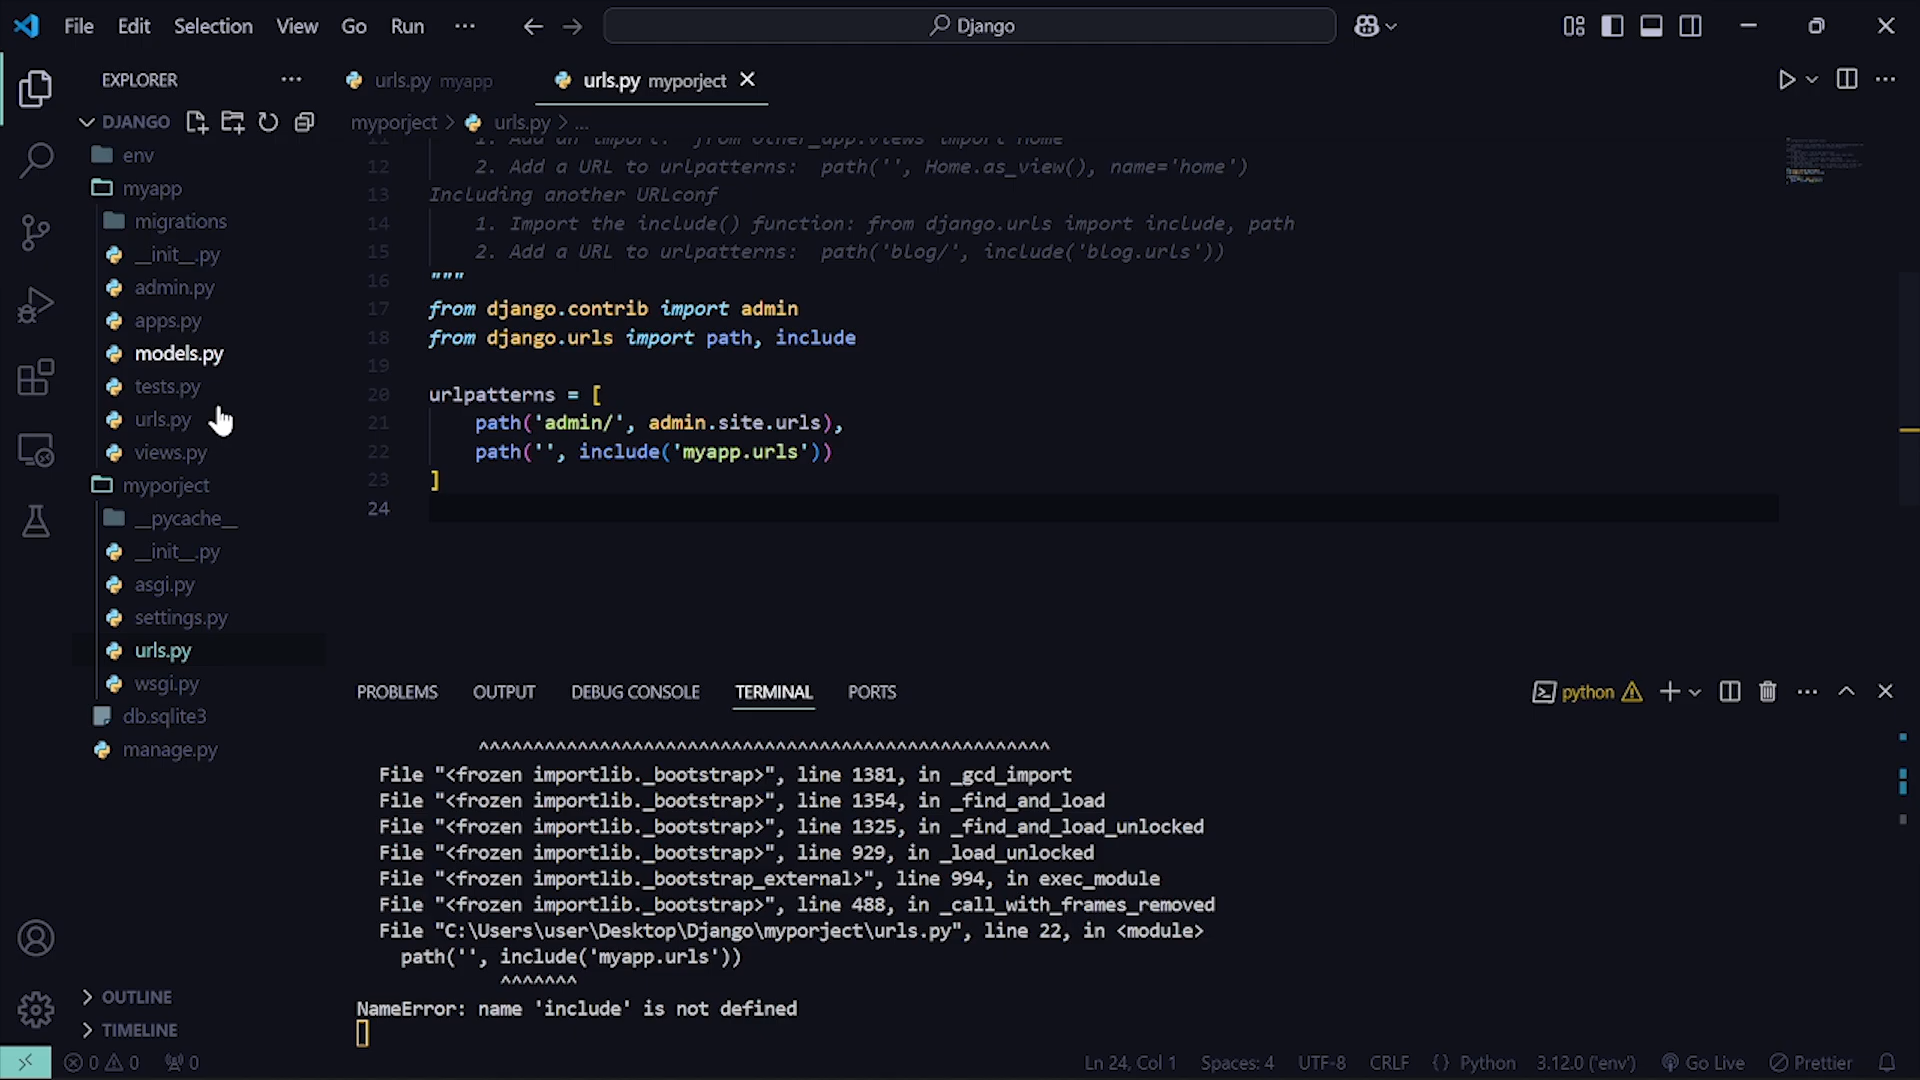 File Edit Selection View Go Run ··· Django
EXPLORER ···
urls.py myapp
urls.py myporject
DJANGO
myporject > urls.py > ...
env
myapp
migrations
__init__.py
admin.py
apps.py
models.py
tests.py
urls.py
views.py
myporject
__pycache__
__init__.py
asgi.py
settings.py
urls.py
wsgi.py
db.sqlite3
manage.py
OUTLINE
TIMELINE
11 1. Add an import: from other_app.views import Home
12 2. Add a URL to urlpatterns: path('', Home.as_view(), name='home')
13 Including another URLconf
14 1. Import the include() function: from django.urls import include, path
15 2. Add a URL to urlpatterns: path('blog/', include('blog.urls'))
16 """
17 from django.contrib import admin
18 from django.urls import path, include
19
20 urlpatterns = [
21 path('admin/', admin.site.urls),
22 path('', include('myapp.urls'))
23 ]
24
PROBLEMS OUTPUT DEBUG CONSOLE TERMINAL PORTS
python
^^^^^^^^^^^^^^^^^^^^^^^^^^^^^^^^^^^^^^^^^^^^^^^^^^^^
File "<frozen importlib._bootstrap>", line 1381, in _gcd_import
File "<frozen importlib._bootstrap>", line 1354, in _find_and_load
File "<frozen importlib._bootstrap>", line 1325, in _find_and_load_unlocked
File "<frozen importlib._bootstrap>", line 929, in _load_unlocked
File "<frozen importlib._bootstrap_external>", line 994, in exec_module
File "<frozen importlib._bootstrap>", line 488, in _call_with_frames_removed
File "C:\Users\user\Desktop\Django\myporject\urls.py", line 22, in <module>
path('', include('myapp.urls'))
^^^^^^^
NameError: name 'include' is not defined
0 0 0 Ln 24, Col 1 Spaces: 4 UTF-8 CRLF {} Python 3.12.0 ('env') Go Live Prettier